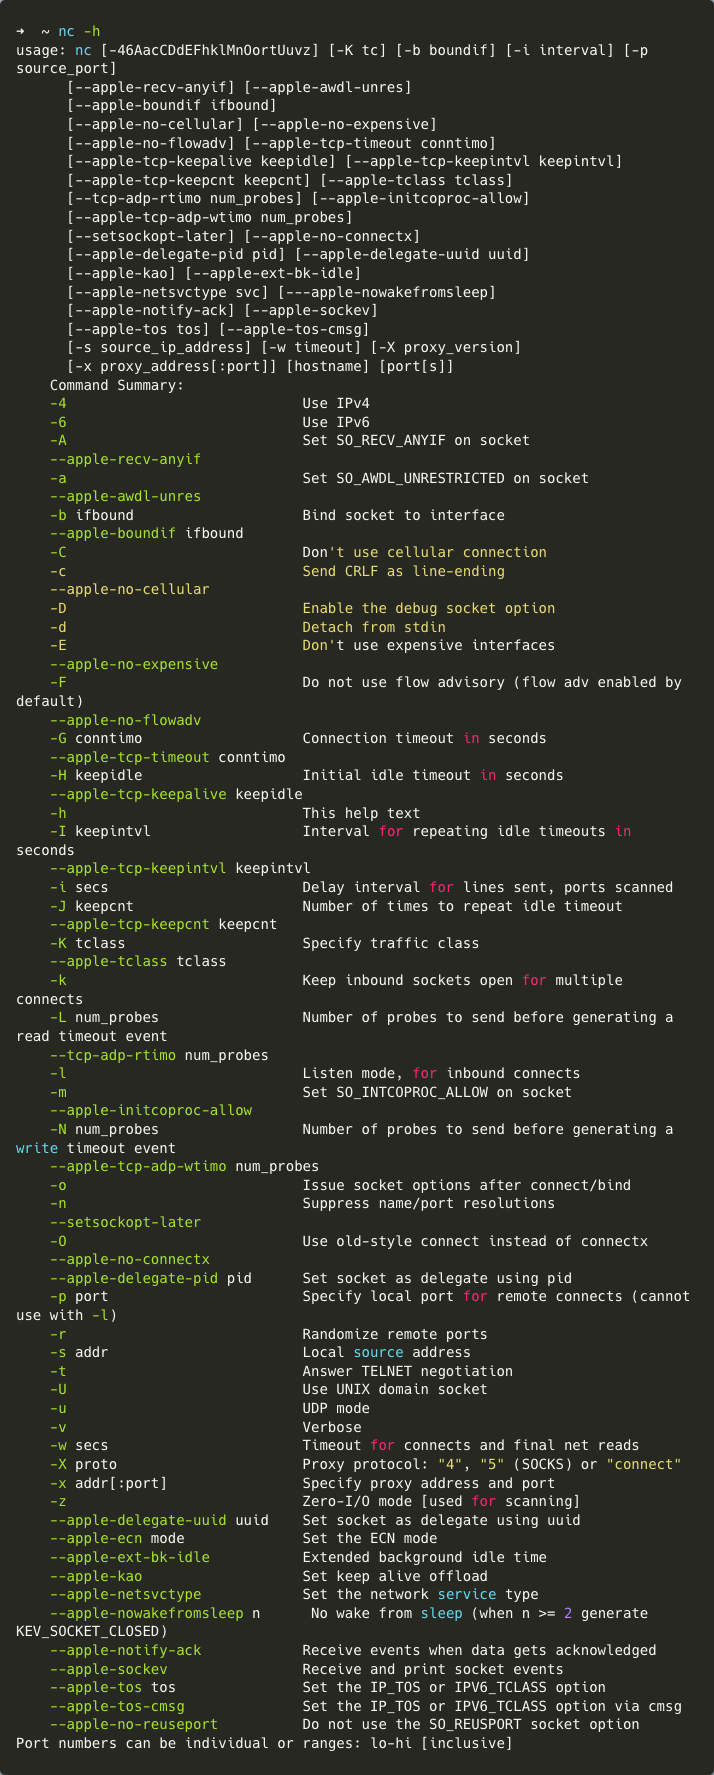 ➜  ~ nc -h
usage: nc [-46AacCDdEFhklMnOortUuvz] [-K tc] [-b boundif] [-i interval] [-p
source_port]
      [--apple-recv-anyif] [--apple-awdl-unres]
      [--apple-boundif ifbound]
      [--apple-no-cellular] [--apple-no-expensive]
      [--apple-no-flowadv] [--apple-tcp-timeout conntimo]
      [--apple-tcp-keepalive keepidle] [--apple-tcp-keepintvl keepintvl]
      [--apple-tcp-keepcnt keepcnt] [--apple-tclass tclass]
      [--tcp-adp-rtimo num_probes] [--apple-initcoproc-allow]
      [--apple-tcp-adp-wtimo num_probes]
      [--setsockopt-later] [--apple-no-connectx]
      [--apple-delegate-pid pid] [--apple-delegate-uuid uuid]
      [--apple-kao] [--apple-ext-bk-idle]
      [--apple-netsvctype svc] [---apple-nowakefromsleep]
      [--apple-notify-ack] [--apple-sockev]
      [--apple-tos tos] [--apple-tos-cmsg]
      [-s source_ip_address] [-w timeout] [-X proxy_version]
      [-x proxy_address[:port]] [hostname] [port[s]]
    Command Summary:
    -4                            Use IPv4
    -6                            Use IPv6
    -A                            Set SO_RECV_ANYIF on socket
    --apple-recv-anyif
    -a                            Set SO_AWDL_UNRESTRICTED on socket
    --apple-awdl-unres
    -b ifbound                    Bind socket to interface
    --apple-boundif ifbound
    -C                            Don't use cellular connection
    -c                            Send CRLF as line-ending
    --apple-no-cellular
    -D                            Enable the debug socket option
    -d                            Detach from stdin
    -E                            Don't use expensive interfaces
    --apple-no-expensive
    -F                            Do not use flow advisory (flow adv enabled by
default)
    --apple-no-flowadv
    -G conntimo                   Connection timeout in seconds
    --apple-tcp-timeout conntimo
    -H keepidle                   Initial idle timeout in seconds
    --apple-tcp-keepalive keepidle
    -h                            This help text
    -I keepintvl                  Interval for repeating idle timeouts in
seconds
    --apple-tcp-keepintvl keepintvl
    -i secs                       Delay interval for lines sent, ports scanned
    -J keepcnt                    Number of times to repeat idle timeout
    --apple-tcp-keepcnt keepcnt
    -K tclass                     Specify traffic class
    --apple-tclass tclass
    -k                            Keep inbound sockets open for multiple
connects
    -L num_probes                 Number of probes to send before generating a
read timeout event
    --tcp-adp-rtimo num_probes
    -l                            Listen mode, for inbound connects
    -m                            Set SO_INTCOPROC_ALLOW on socket
    --apple-initcoproc-allow
    -N num_probes                 Number of probes to send before generating a
write timeout event
    --apple-tcp-adp-wtimo num_probes
    -o                            Issue socket options after connect/bind
    -n                            Suppress name/port resolutions
    --setsockopt-later
    -O                            Use old-style connect instead of connectx
    --apple-no-connectx
    --apple-delegate-pid pid      Set socket as delegate using pid
    -p port                       Specify local port for remote connects (cannot
use with -l)
    -r                            Randomize remote ports
    -s addr                       Local source address
    -t                            Answer TELNET negotiation
    -U                            Use UNIX domain socket
    -u                            UDP mode
    -v                            Verbose
    -w secs                       Timeout for connects and final net reads
    -X proto                      Proxy protocol: "4", "5" (SOCKS) or "connect"
    -x addr[:port]                Specify proxy address and port
    -z                            Zero-I/O mode [used for scanning]
    --apple-delegate-uuid uuid    Set socket as delegate using uuid
    --apple-ecn mode              Set the ECN mode
    --apple-ext-bk-idle           Extended background idle time
    --apple-kao                   Set keep alive offload
    --apple-netsvctype            Set the network service type
    --apple-nowakefromsleep n      No wake from sleep (when n >= 2 generate
KEV_SOCKET_CLOSED)
    --apple-notify-ack            Receive events when data gets acknowledged
    --apple-sockev                Receive and print socket events
    --apple-tos tos               Set the IP_TOS or IPV6_TCLASS option
    --apple-tos-cmsg              Set the IP_TOS or IPV6_TCLASS option via cmsg
    --apple-no-reuseport          Do not use the SO_REUSPORT socket option
Port numbers can be individual or ranges: lo-hi [inclusive]